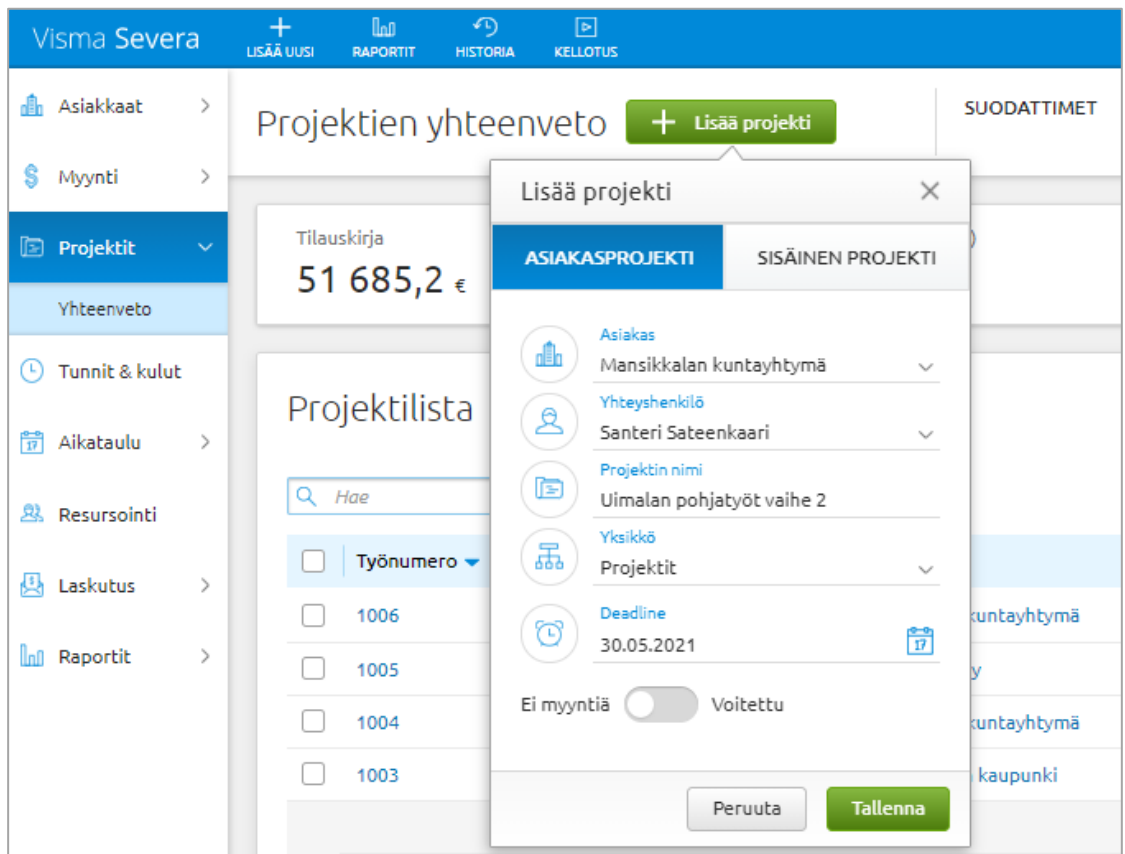 Visma Severa
LISÄÄ UUSI
RAPORTIT
HISTORIA
KELLOTUS
Asiakkaat
Myynti
Projektit
Yhteenveto
Tunnit & kulut
17
Aikataulu
Resursointi
Laskutus
Raportit
Projektien yhteenveto
+ Lisää projekti
SUODATTIMET
Tilauskirja
51 685,2 €
)
Projektilista
Hae
Työnumero
1006
kuntayhtymä
1005
y
1004
kuntayhtymä
1003
kaupunki
Lisää projekti
ASIAKASPROJEKTI
SISÄINEN PROJEKTI
Asiakas
Mansikkalan kuntayhtymä
Yhteyshenkilö
Santeri Sateenkaari
Projektin nimi
Uimalan pohjatyöt vaihe 2
Yksikkö
Projektit
Deadline
30.05.2021
17
Ei myyntiä
Voitettu
Peruuta
Tallenna